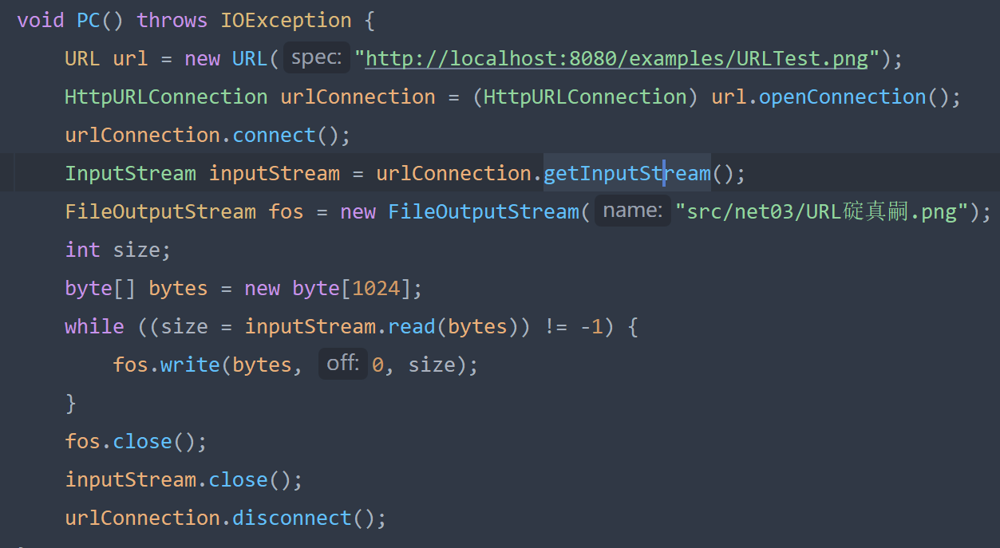 void PC() throws IOException {
URL url = new URL( spec: "http://localhost:8080/examples/URLTest.png");
HttpURLConnection urlConnection = (HttpURLConnection) url.openConnection();
urlConnection.connect();
InputStream inputStream = urlConnection.getInputStream();
FileOutputStream fos = new FileOutputStream( name: "src/net03/URL碇真嗣.png");
int size;
byte[] bytes = new byte[1024];
while ((size = inputStream.read(bytes)) != -1) {
fos.write(bytes, off: 0, size);
}
fos.close();
inputStream.close();
urlConnection.disconnect();